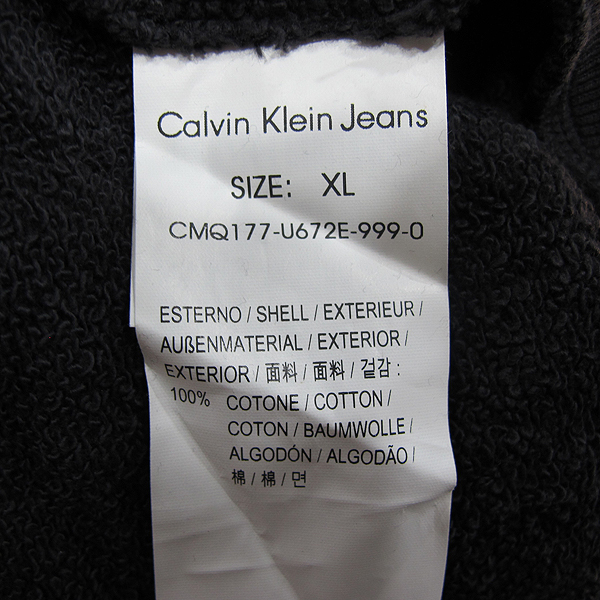 Calvin Klein Jeans
SIZE: XL
CMQ177-U672E-999-0
ESTERNO / SHELL / EXTERIEUR /
AUßENMATERIAL / EXTERIOR /
EXTERIOR / 面料 / 面料 / 겉감 :
100% COTONE / COTTON /
COTON / BAUMWOLLE /
ALGODÓN / ALGODÃO /
棉 / 棉 / 면